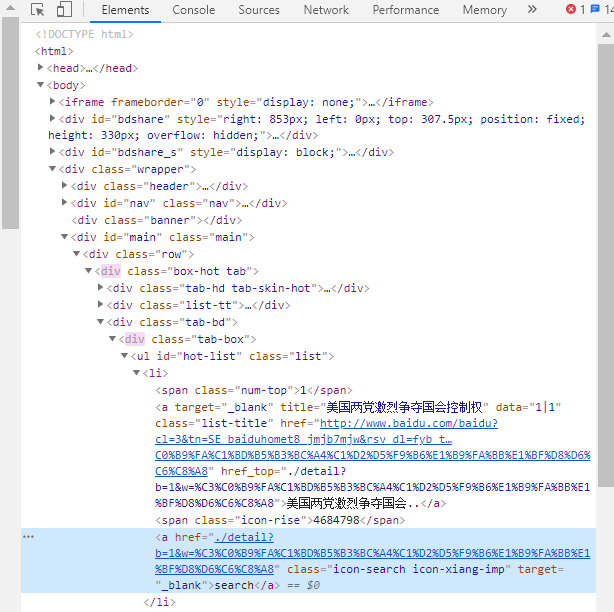 Elements Console Sources Network Performance Memory » 1 14
<!DOCTYPE html>
<html>
<head>…</head>
<body>
<iframe frameborder="0" style="display: none;">…</iframe>
<div id="bdshare" style="right: 853px; left: 0px; top: 307.5px; position: fixed;
height: 330px; overflow: hidden;">…</div>
<div id="bdshare_s" style="display: block;">…</div>
<div class="wrapper">
<div class="header">…</div>
<div id="nav" class="nav">…</div>
<div class="banner"></div>
<div id="main" class="main">
<div class="row">
<div class="box-hot tab">
<div class="tab-hd tab-skin-hot">…</div>
<div class="list-tt">…</div>
<div class="tab-bd">
<div class="tab-box">
<ul id="hot-list" class="list">
<li>
<span class="num-top">1</span>
<a target="_blank" title="美国两党激烈争夺国会控制权" data="1|1"
class="list-title" href="http://www.baidu.com/baidu?
cl=3&tn=SE_baiduhomet8_jmjb7mjw&rsv_dl=fyb_t…
C0%B9%FA%C1%BD%B5%B3%BC%A4%C1%D2%D5%F9%B6%E1%B9%FA%BB%E1%BF%D8%D6%
C6%C8%A8" href_top="./detail?
b=1&w=%C3%C0%B9%FA%C1%BD%B5%B3%BC%A4%C1%D2%D5%F9%B6%E1%B9%FA%BB%E1
%BF%D8%D6%C6%C8%A8">美国两党激烈争夺国会..</a>
<span class="icon-rise">4684798</span>
<a href="./detail?
b=1&w=%C3%C0%B9%FA%C1%BD%B5%B3%BC%A4%C1%D2%D5%F9%B6%E1%B9%FA%BB%E1
%BF%D8%D6%C6%C8%A8" class="icon-search icon-xiang-imp" target=
"_blank">search</a> == $0
</li>